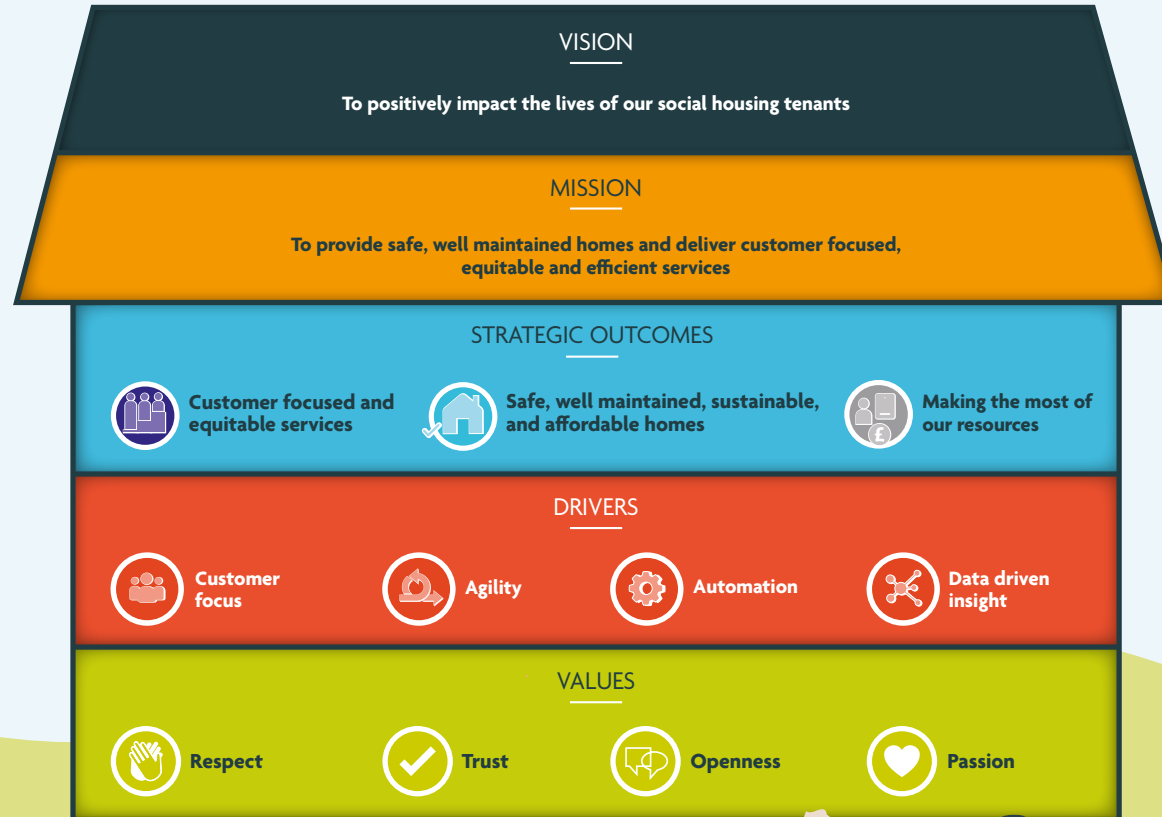 VISION
To positively impact the lives of our social housing tenants
MISSION
To provide safe, well maintained homes and deliver customer focused,
equitable and efficient services
STRATEGIC OUTCOMES
Customer focused and
equitable services
Safe, well maintained, sustainable,
and affordable homes
£
Making the most of
our resources
DRIVERS
Customer
focus
Agility
Automation
Data driven
insight
VALUES
Respect
Trust
Openness
Passion